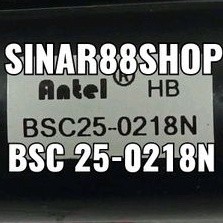 SINAR88SHOP
Antel® HB
BSC25-0218N
BSC 25-0218N